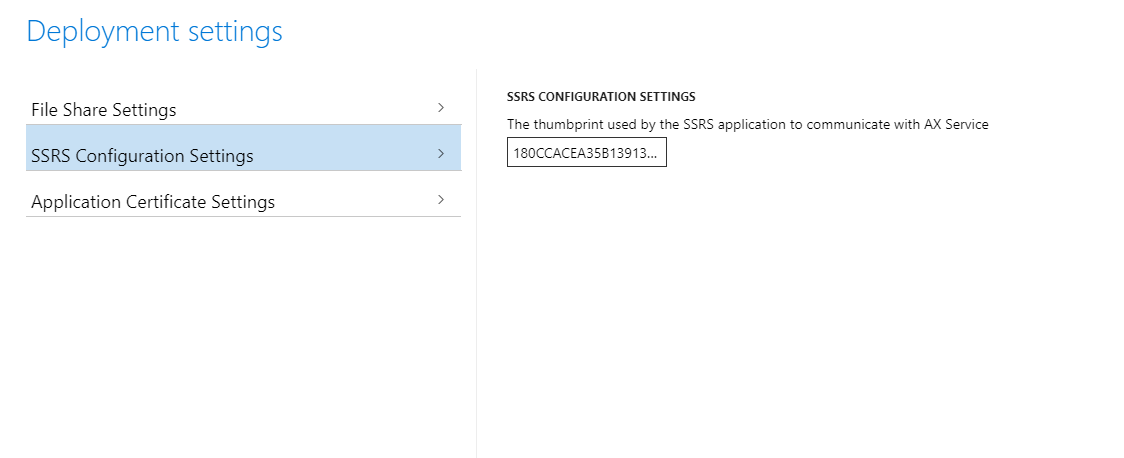 Deployment settings
File Share Settings
SSRS Configuration Settings
Application Certificate Settings
SSRS CONFIGURATION SETTINGS
The thumbprint used by the SSRS application to communicate with AX Service
180CCACEA35B13913...